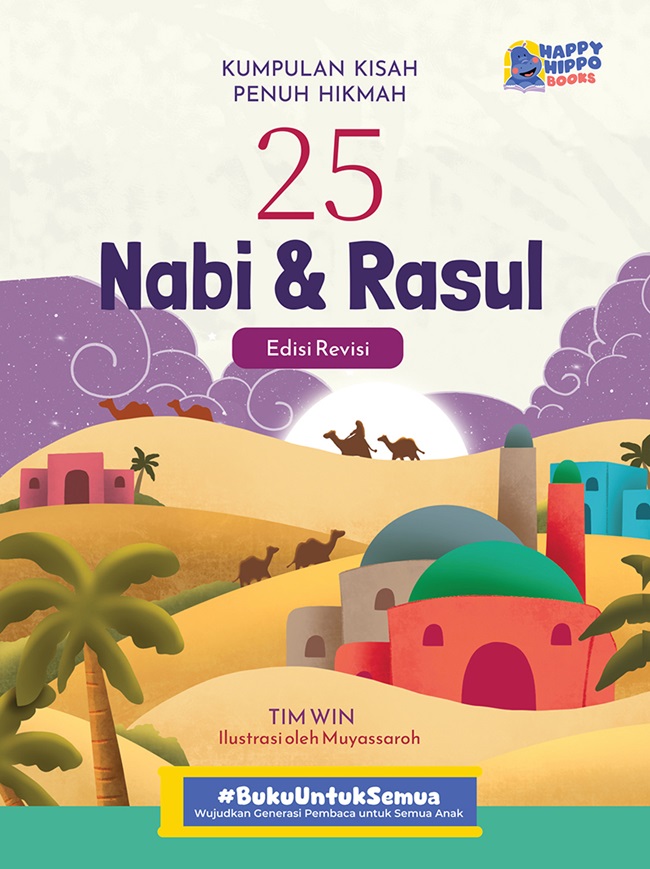 HAPPY
HIPPO
BOOKS
KUMPULAN KISAH
PENUH HIKMAH
25
Nabi & Rasul
Edisi Revisi
TIM WIN
Ilustrasi oleh Muyassaroh
#BukuUntukSemua
Wujudkan Generasi Pembaca untuk Semua Anak